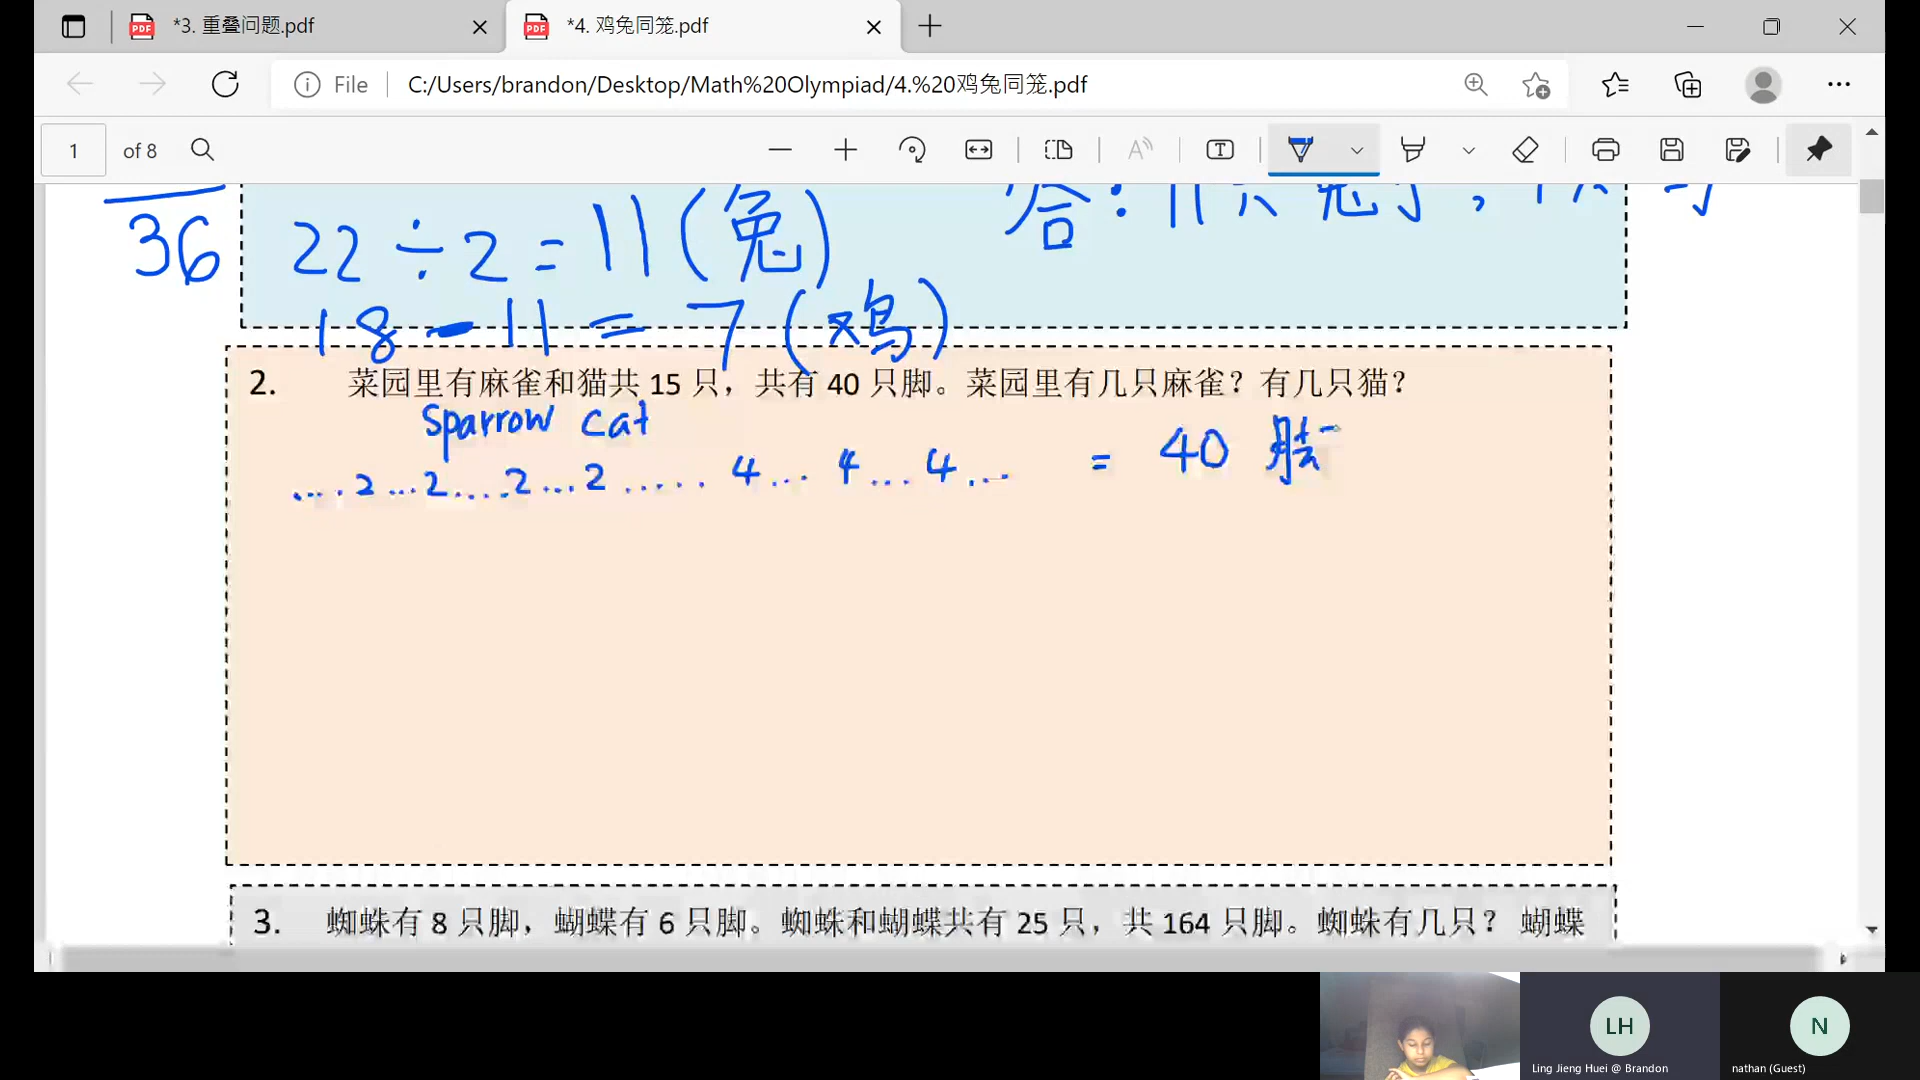 *3. 重叠问题.pdf
*4. 鸡兔同笼.pdf
File
C:/Users/brandon/Desktop/Math%20Olympiad/4.%20鸡兔同笼.pdf
1 of 8
36
22 ÷ 2 = 11 (兔)
答: 11只兔子,
18 - 11 = 7 (鸡)
2. 菜园里有麻雀和猫共 15 只，共有 40 只脚。菜园里有几只麻雀？有几只猫？
Sparrow cat
.... 2 ... 2 .... 2 ... 2 ..... 4 ... 4 ... 4 ... = 40
3. 蜘蛛有 8 只脚，蝴蝶有 6 只脚。蜘蛛和蝴蝶共有 25 只，共 164 只脚。蜘蛛有几只？ 蝴蝶
LH
N
Ling Jieng Huei @ Brandon
nathan (Guest)